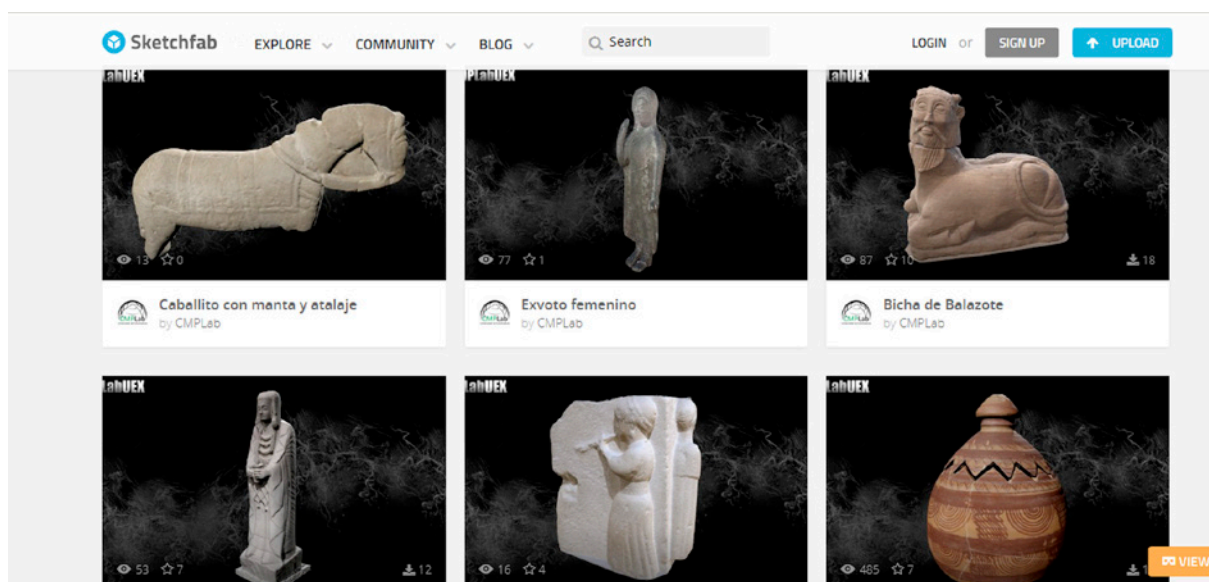 Sketchfab EXPLORE COMMUNITY BLOG Search LOGIN or SIGN UP UPLOAD
LabUEX PLabUEX LabUEX
13 0 77 1 87 10 18
Caballito con manta y atalaje
by CMPLab
Exvoto femenino
by CMPLab
Bicha de Balazote
by CMPLab
LabUEX LabUEX LabUEX
53 7 12 16 4 485 7
VIEW